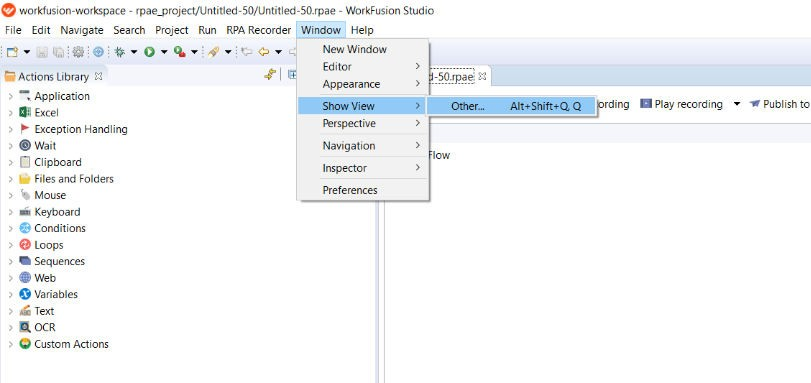 workfusion-workspace - rpae_project/Untitled-50/Untitled-50.rpae - WorkFusion Studio
File Edit Navigate Search Project Run RPA Recorder Window Help
Actions Library
d-50.rpae
New Window
Editor
Appearance
Show View
Other... Alt+Shift+Q, Q
Perspective
Navigation
Inspector
Preferences
ording Play recording Publish to
Flow
Application
Excel
Exception Handling
Wait
Clipboard
Files and Folders
Mouse
Keyboard
Conditions
Loops
Sequences
Web
Variables
Text
OCR
Custom Actions